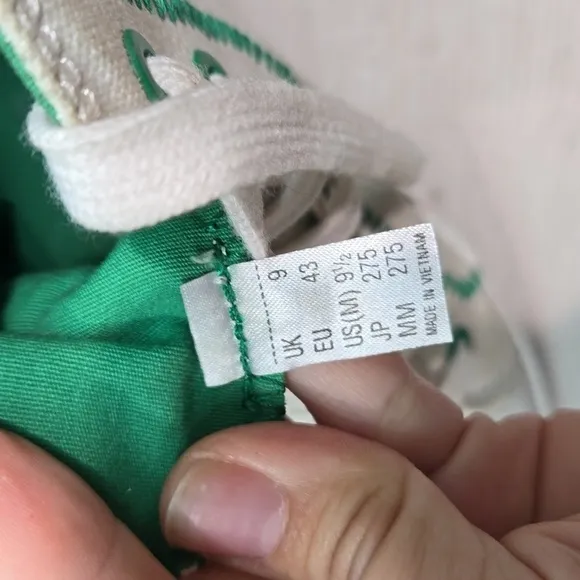 UK 9
EU 43
US(M) 9½
JP 275
MM 275
MADE IN VIETNAM